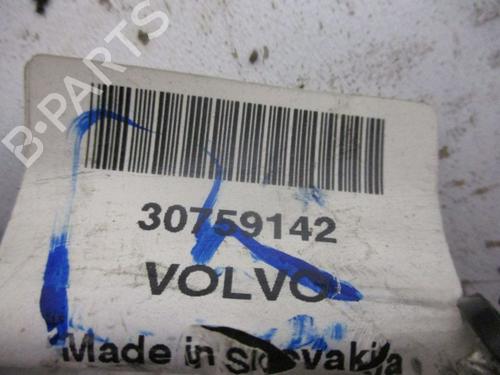 B-PARTS
30759142
VOLVO
Made in Slovakia